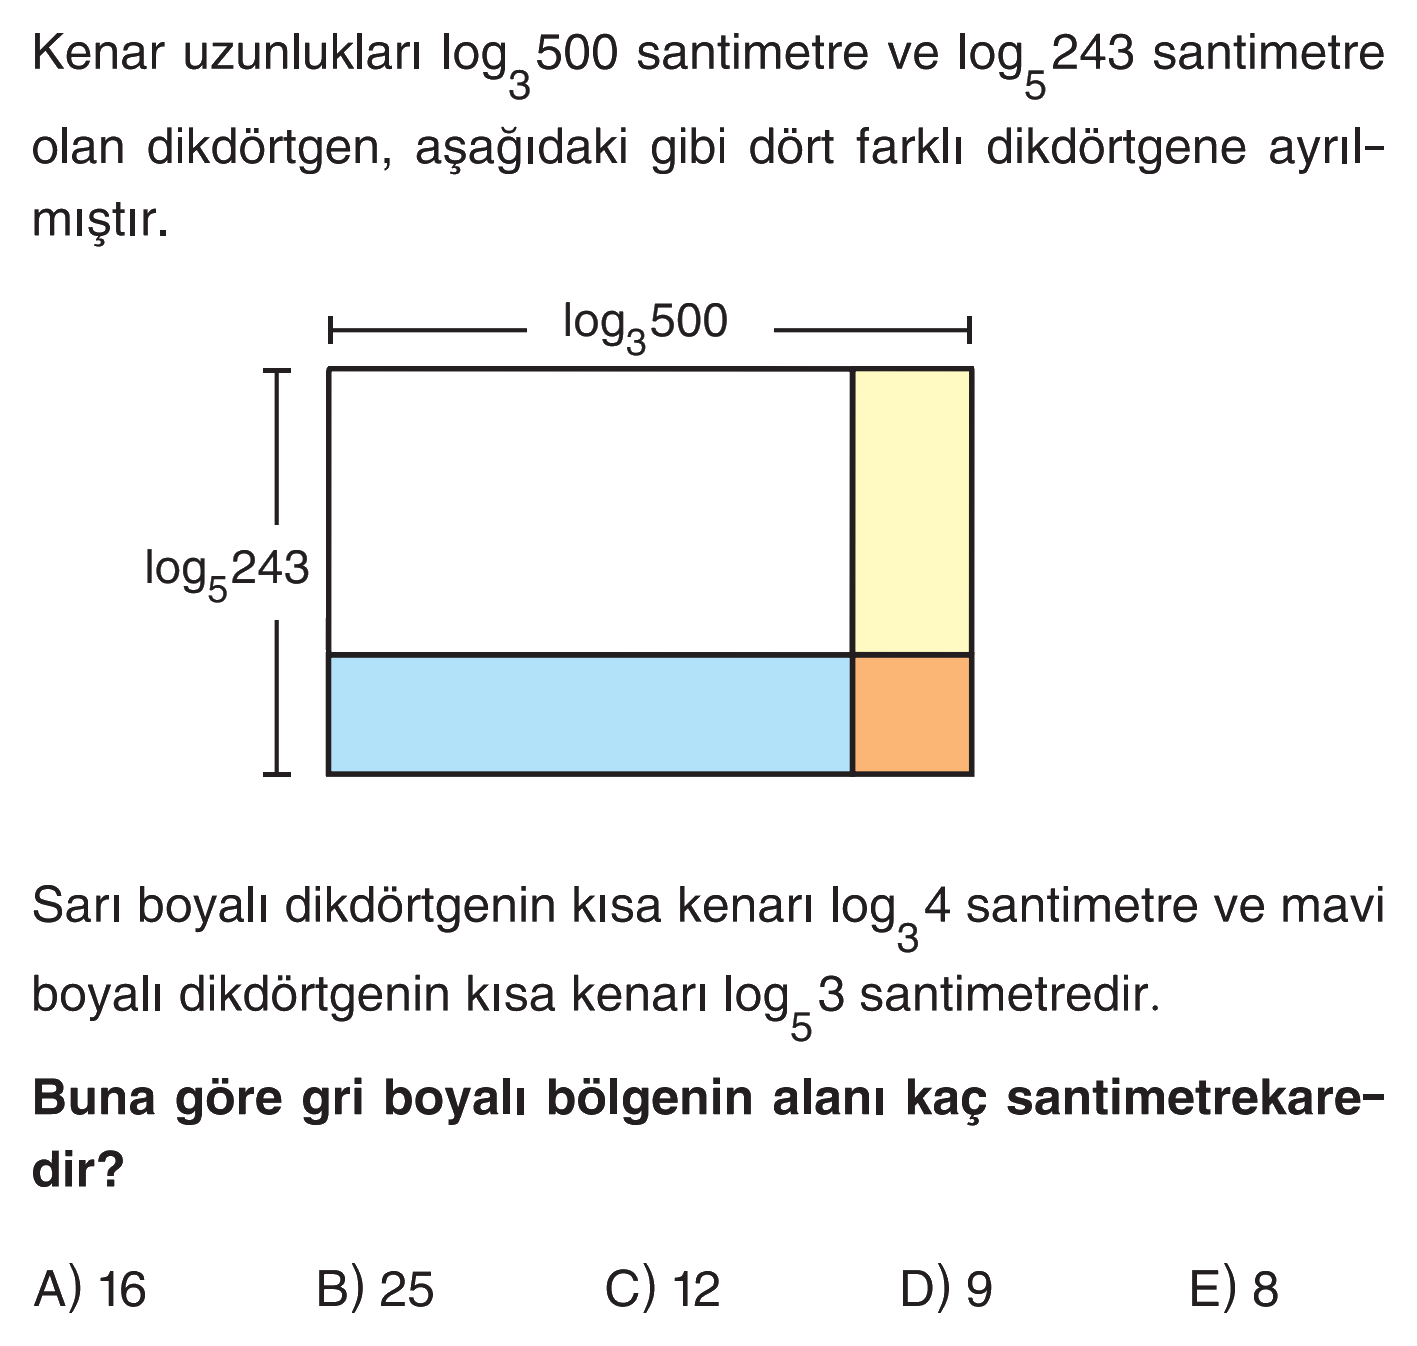 Kenar uzunlukları log₃500 santimetre ve log₅243 santimetre
olan dikdörtgen, aşağıdaki gibi dört farklı dikdörtgene ayrıl-
mıştır.
log₃500
log₅243
Sarı boyalı dikdörtgenin kısa kenarı log₃4 santimetre ve mavi
boyalı dikdörtgenin kısa kenarı log₅3 santimetredir.
Buna göre gri boyalı bölgenin alanı kaç santimetrekare-
dir?
A) 16 B) 25 C) 12 D) 9 E) 8